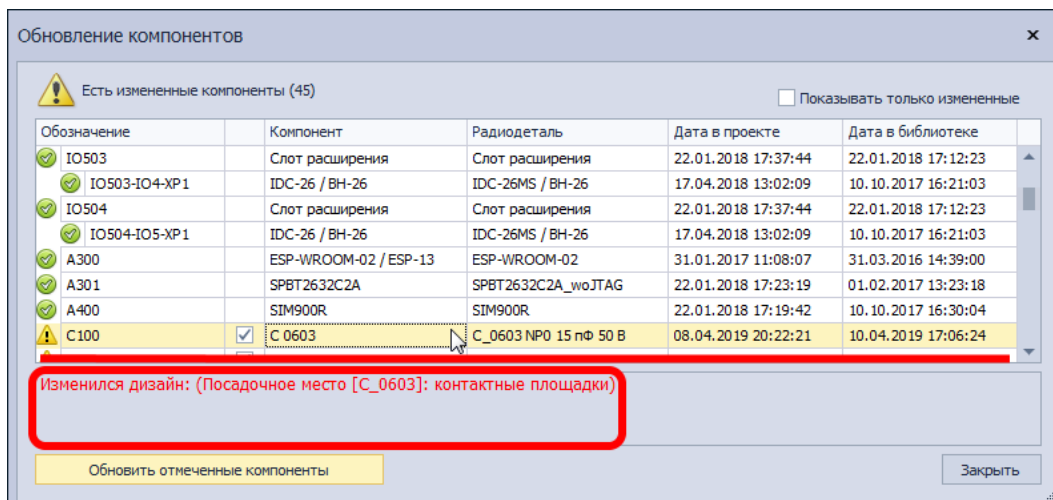 Обновление компонентов
Есть измененные компоненты (45)
Показывать только измененные
Обозначение Компонент Радиодеталь Дата в проекте Дата в библиотеке
IO503 Слот расширения Слот расширения 22.01.2018 17:37:44 22.01.2018 17:12:23
IO503-IO4-XP1 IDC-26 / BH-26 IDC-26MS / BH-26 17.04.2018 13:02:09 10.10.2017 16:21:03
IO504 Слот расширения Слот расширения 22.01.2018 17:37:44 22.01.2018 17:12:23
IO504-IO5-XP1 IDC-26 / BH-26 IDC-26MS / BH-26 17.04.2018 13:02:09 10.10.2017 16:21:03
A300 ESP-WROOM-02 / ESP-13 ESP-WROOM-02 31.01.2017 11:08:07 31.03.2016 14:39:00
A301 SPBT2632C2A SPBT2632C2A_woJTAG 22.01.2018 17:23:19 01.02.2017 13:23:18
A400 SIM900R SIM900R 22.01.2018 17:19:42 10.10.2017 16:30:04
C100 C 0603 C_0603 NP0 15 пФ 50 В 08.04.2019 20:22:21 10.04.2019 17:06:24
Изменился дизайн: (Посадочное место [C_0603]: контактные площадки)
Обновить отмеченные компоненты
Закрыть